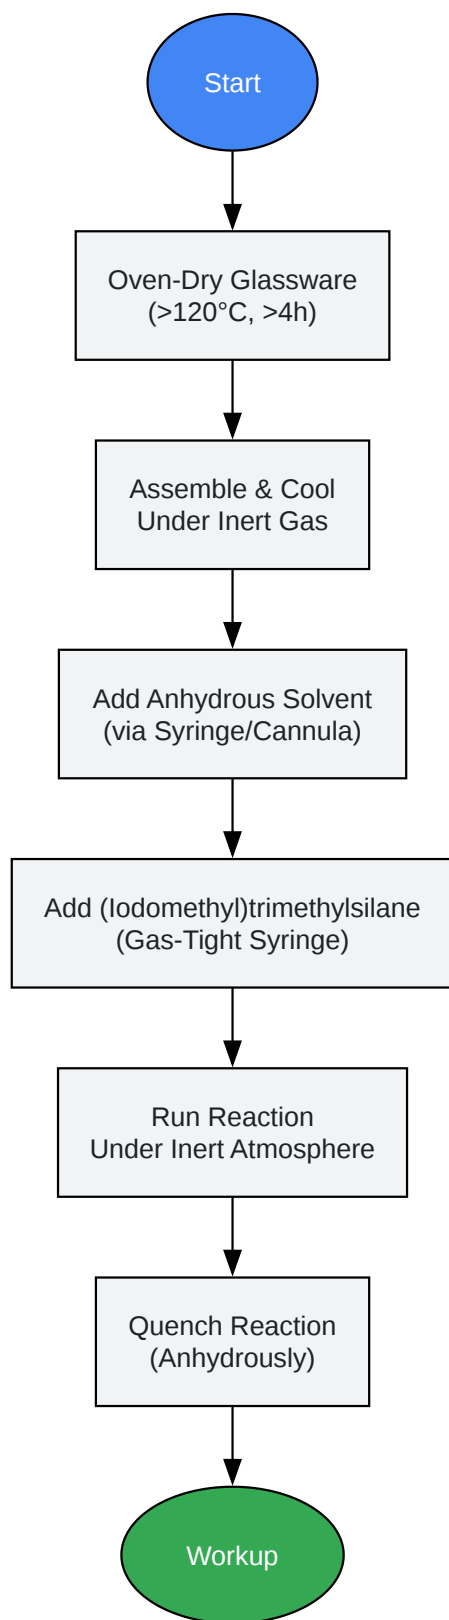 Start
Oven-Dry Glassware
(>120°C, >4h)
Assemble & Cool
Under Inert Gas
Add Anhydrous Solvent
(via Syringe/Cannula)
Add (Iodomethyl)trimethylsilane
(Gas-Tight Syringe)
Run Reaction
Under Inert Atmosphere
Quench Reaction
(Anhydrously)
Workup